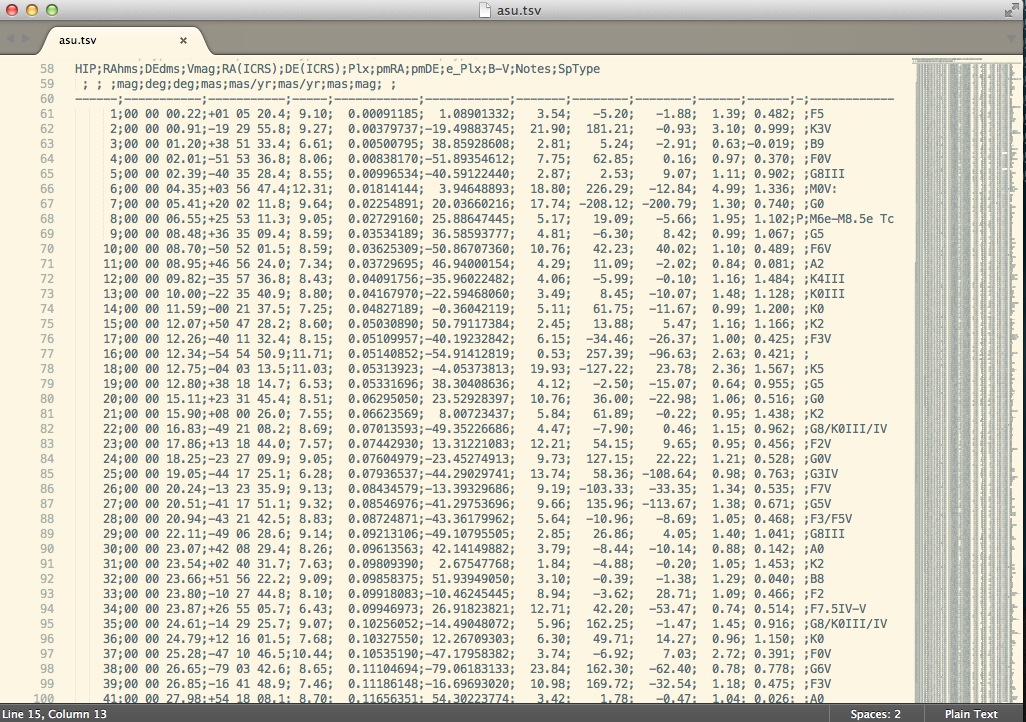 asu.tsv
asu.tsv ×
58 HIP;RAhms;DEdms;Vmag;RA(ICRS);DE(ICRS);Plx;pmRA;pmDE;e_Plx;B-V;Notes;SpType
59 ; ; ;mag;deg;deg;mas;mas/yr;mas/yr;mas;mag; ;
60 ------;-----------;-----------;-----;------------;------------;-------;--------;--------;------;------;-;------------
61 1;00 00 00.22;+01 05 20.4; 9.10; 0.00091185; 1.08901332; 3.54; -5.20; -1.88; 1.39; 0.482; ;F5
62 2;00 00 00.91;-19 29 55.8; 9.27; 0.00379737;-19.49883745; 21.90; 181.21; -0.93; 3.10; 0.999; ;K3V
63 3;00 00 01.20;+38 51 33.4; 6.61; 0.00500795; 38.85928608; 2.81; 5.24; -2.91; 0.63;-0.019; ;B9
64 4;00 00 02.01;-51 53 36.8; 8.06; 0.00838170;-51.89354612; 7.75; 62.85; 0.16; 0.97; 0.370; ;F0V
65 5;00 00 02.39;-40 35 28.4; 8.55; 0.00996534;-40.59122440; 2.87; 2.53; 9.07; 1.11; 0.902; ;G8III
66 6;00 00 04.35;+03 56 47.4;12.31; 0.01814144; 3.94648893; 18.80; 226.29; -12.84; 4.99; 1.336; ;M0V:
67 7;00 00 05.41;+20 02 11.8; 9.64; 0.02254891; 20.03660216; 17.74; -208.12; -200.79; 1.30; 0.740; ;G0
68 8;00 00 06.55;+25 53 11.3; 9.05; 0.02729160; 25.88647445; 5.17; 19.09; -5.66; 1.95; 1.102;P;M6e-M8.5e Tc
69 9;00 00 08.48;+36 35 09.4; 8.59; 0.03534189; 36.58593777; 4.81; -6.30; 8.42; 0.99; 1.067; ;G5
70 10;00 00 08.70;-50 52 01.5; 8.59; 0.03625309;-50.86707360; 10.76; 42.23; 40.02; 1.10; 0.489; ;F6V
71 11;00 00 08.95;+46 56 24.0; 7.34; 0.03729695; 46.94000154; 4.29; 11.09; -2.02; 0.84; 0.081; ;A2
72 12;00 00 09.82;-35 57 36.8; 8.43; 0.04091756;-35.96022482; 4.06; -5.99; -0.10; 1.16; 1.484; ;K4III
73 13;00 00 10.00;-22 35 40.9; 8.80; 0.04167970;-22.59468060; 3.49; 8.45; -10.07; 1.48; 1.128; ;K0III
74 14;00 00 11.59;-00 21 37.5; 7.25; 0.04827189; -0.36042119; 5.11; 61.75; -11.67; 0.99; 1.200; ;K0
75 15;00 00 12.07;+50 47 28.2; 8.60; 0.05030890; 50.79117384; 2.45; 13.88; 5.47; 1.16; 1.166; ;K2
76 17;00 00 12.26;-40 11 32.4; 8.15; 0.05109957;-40.19232842; 6.15; -34.46; -26.37; 1.00; 0.425; ;F3V
77 16;00 00 12.34;-54 54 50.9;11.71; 0.05140852;-54.91412819; 0.53; 257.39; -96.63; 2.63; 0.421; ;
78 18;00 00 12.75;-04 03 13.5;11.03; 0.05313923; -4.05373813; 19.93; -127.22; 23.78; 2.36; 1.567; ;K5
79 19;00 00 12.80;+38 18 14.7; 6.53; 0.05331696; 38.30408636; 4.12; -2.50; -15.07; 0.64; 0.955; ;G5
80 20;00 00 15.11;+23 31 45.4; 8.51; 0.06295050; 23.52928397; 10.76; 36.00; -22.98; 1.06; 0.516; ;G0
81 21;00 00 15.90;+08 00 26.0; 7.55; 0.06623569; 8.00723437; 5.84; 61.89; -0.22; 0.95; 1.438; ;K2
82 22;00 00 16.83;-49 21 08.2; 8.69; 0.07013593;-49.35226686; 4.47; -7.90; 0.46; 1.15; 0.962; ;G8/K0III/IV
83 23;00 00 17.86;+13 18 44.0; 7.57; 0.07442930; 13.31221083; 12.21; 54.15; 9.65; 0.95; 0.456; ;F2V
84 24;00 00 18.25;-23 27 09.9; 9.05; 0.07604979;-23.45274913; 9.73; 127.15; 22.22; 1.21; 0.528; ;G0V
85 25;00 00 19.05;-44 17 25.1; 6.28; 0.07936537;-44.29029741; 13.74; 58.36; -108.64; 0.98; 0.763; ;G3IV
86 26;00 00 20.24;-13 23 35.9; 9.13; 0.08434579;-13.39329686; 9.19; -103.33; -33.35; 1.34; 0.535; ;F7V
87 27;00 00 20.51;-41 17 51.1; 9.32; 0.08546976;-41.29753696; 9.66; 135.96; -113.67; 1.38; 0.671; ;G5V
88 28;00 00 20.94;-43 21 42.5; 8.83; 0.08724871;-43.36179962; 5.64; -10.96; -8.69; 1.05; 0.468; ;F3/F5V
89 29;00 00 22.11;-49 06 28.6; 9.14; 0.09213106;-49.10795505; 2.85; 26.86; 4.05; 1.40; 1.041; ;G8III
90 30;00 00 23.07;+42 08 29.4; 8.26; 0.09613563; 42.14149882; 3.79; -8.44; -10.14; 0.88; 0.142; ;A0
91 31;00 00 23.54;+02 40 31.7; 7.63; 0.09809390; 2.67547768; 1.84; -4.88; -0.20; 1.05; 1.453; ;K2
92 32;00 00 23.66;+51 56 22.2; 9.09; 0.09858375; 51.93949050; 3.10; -0.39; -1.38; 1.29; 0.040; ;B8
93 33;00 00 23.80;-10 27 44.8; 8.10; 0.09918083;-10.46245445; 8.94; -3.62; 28.71; 1.09; 0.466; ;F2
94 34;00 00 23.87;+26 55 05.7; 6.43; 0.09946973; 26.91823821; 12.71; 42.20; -53.47; 0.74; 0.514; ;F7.5IV-V
95 35;00 00 24.61;-14 29 25.7; 9.07; 0.10256052;-14.49048072; 5.96; 162.25; -1.47; 1.45; 0.916; ;G8/K0III/IV
96 36;00 00 24.79;+12 16 01.5; 7.68; 0.10327550; 12.26709303; 6.30; 49.71; 14.27; 0.96; 1.150; ;K0
97 37;00 00 25.28;-47 10 46.5;10.44; 0.10535190;-47.17958382; 3.74; -6.92; 7.03; 2.72; 0.391; ;F0V
98 38;00 00 26.65;-79 03 42.6; 8.65; 0.11104694;-79.06183133; 23.84; 162.30; -62.40; 0.78; 0.778; ;G6V
99 39;00 00 26.85;-16 41 48.9; 7.46; 0.11186148;-16.69693020; 10.98; 169.72; -32.54; 1.18; 0.475; ;F3V
100 41;00 00 27.98;+54 18 08.1; 8.70; 0.11656351; 54.30223774; 3.42; 1.78; -0.47; 1.04; 0.026; ;A0
Line 15, Column 13 Spaces: 2 Plain Text